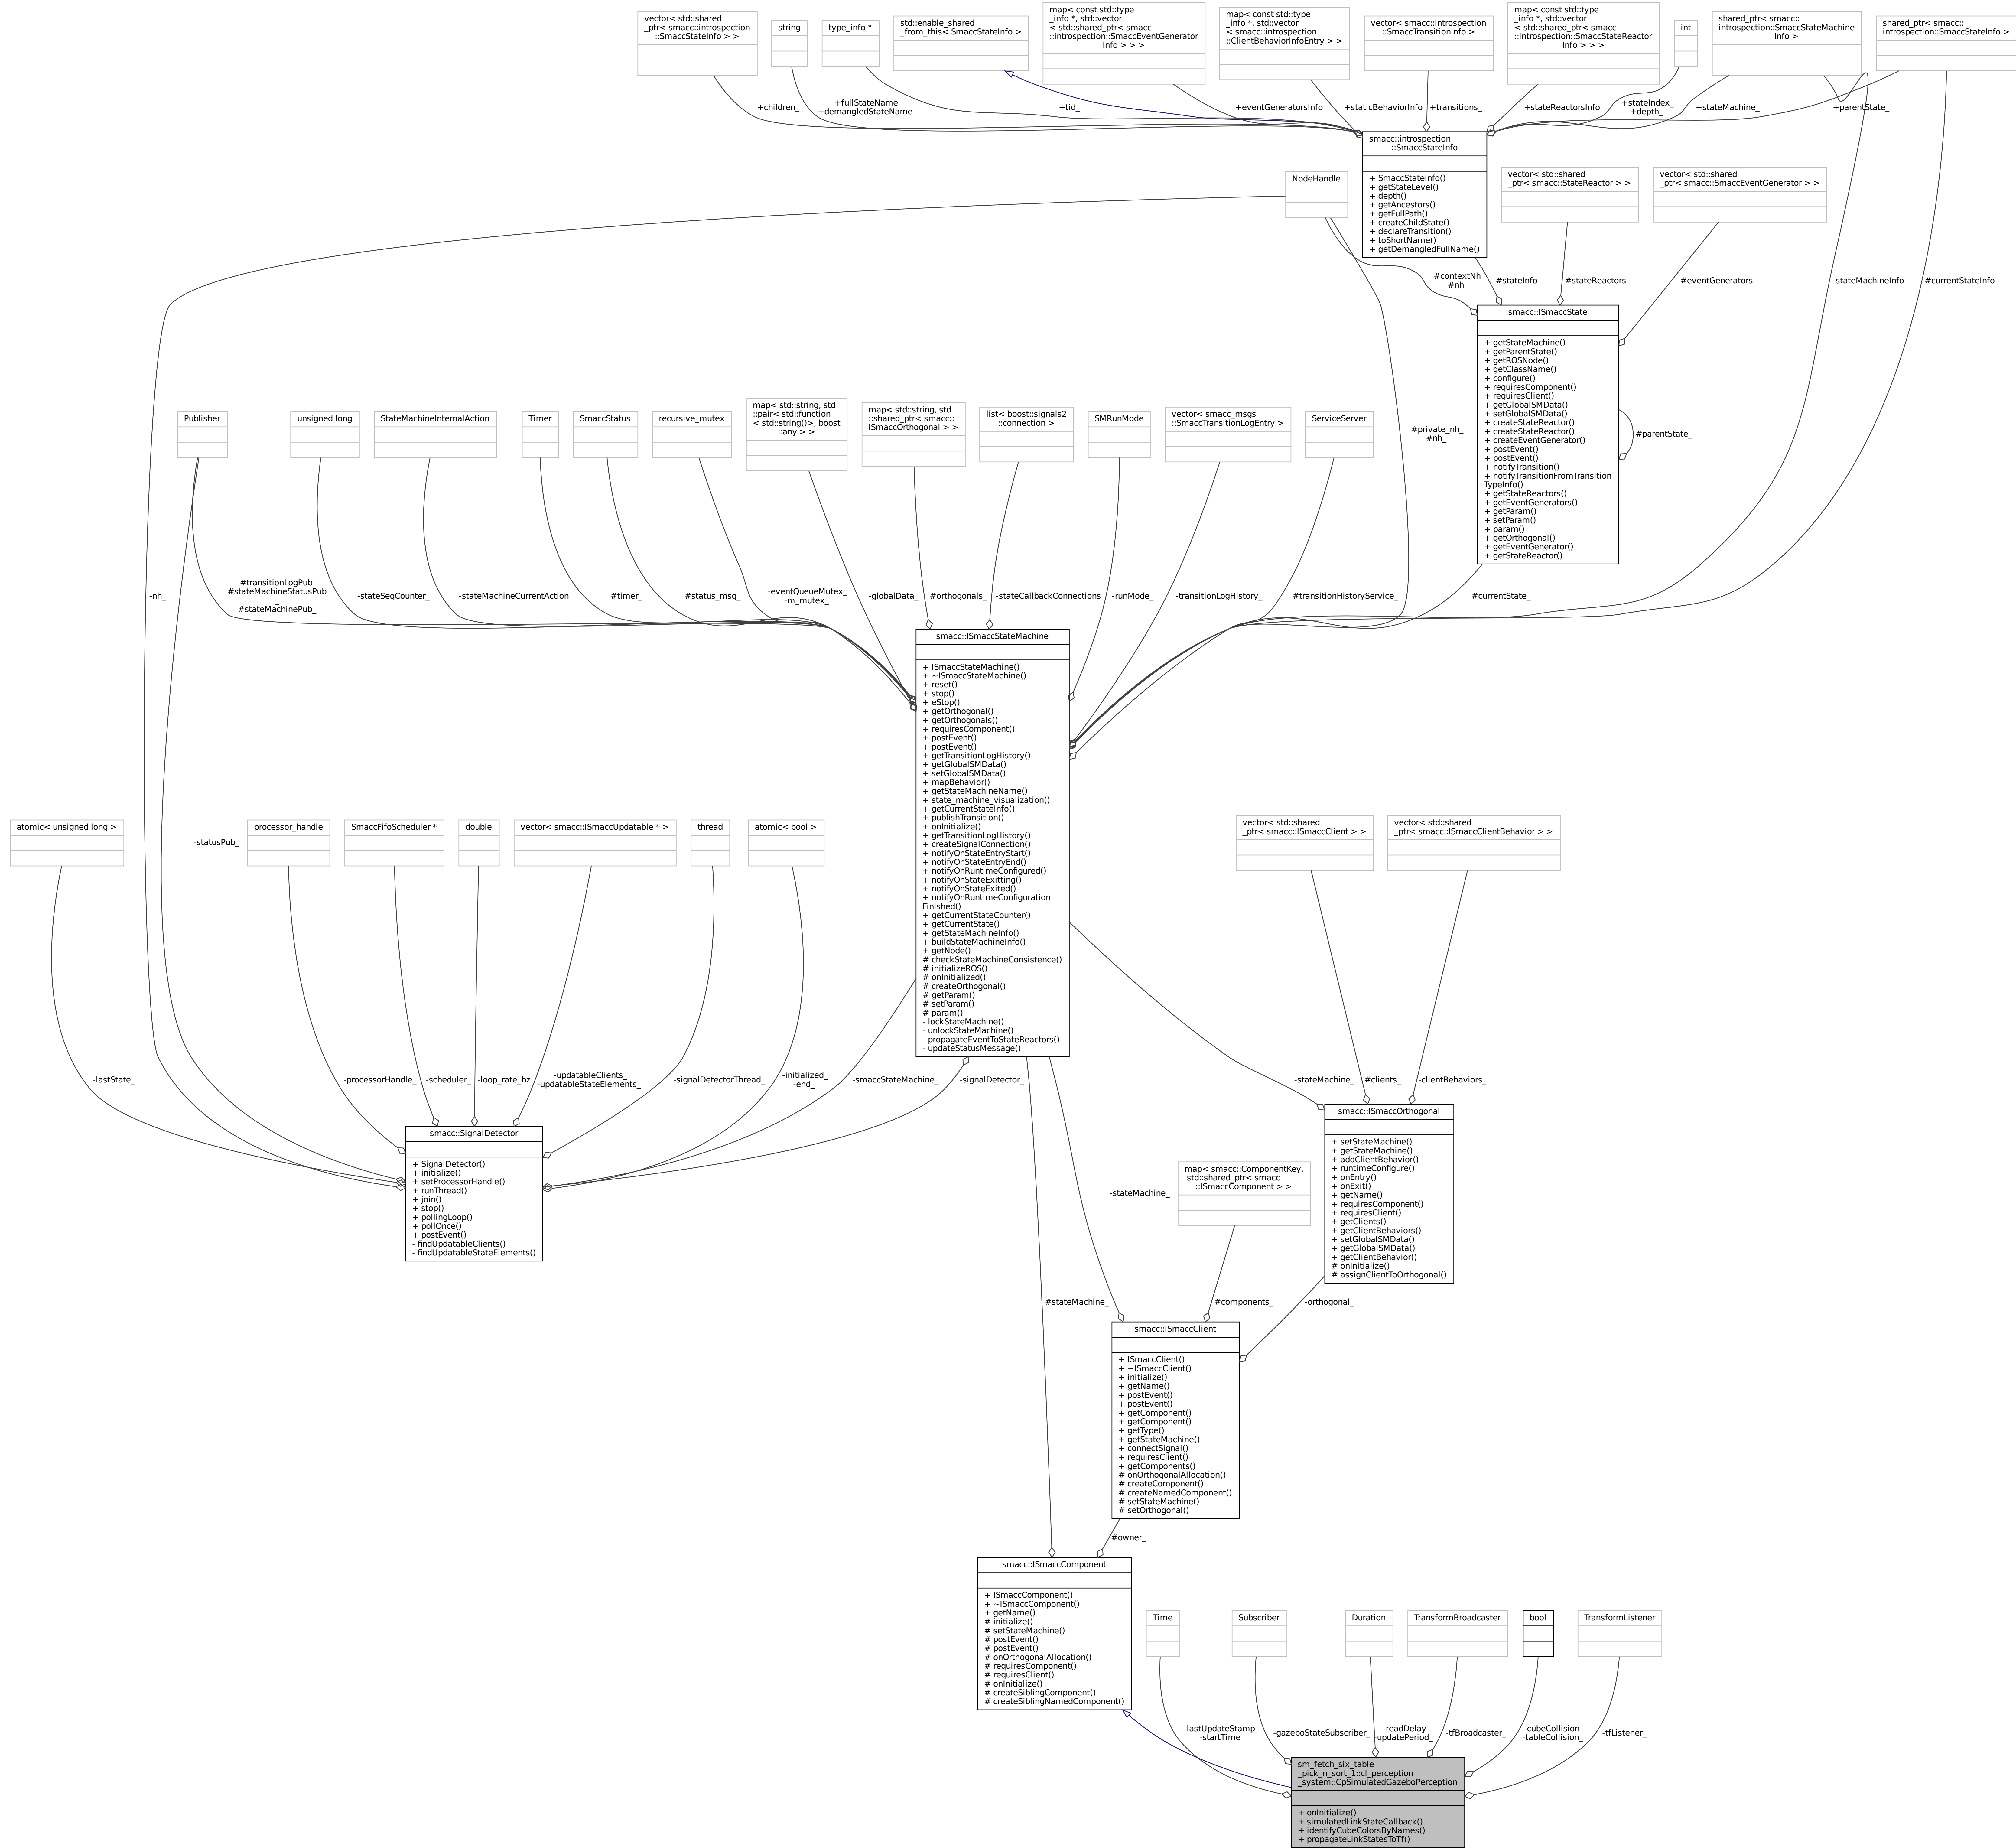 vector< std::shared
_ptr< smacc::introspection
::SmaccStateInfo > >
string
type_info *
std::enable_shared
_from_this< SmaccStateInfo >
map< const std::type
_info *, std::vector
< std::shared_ptr< smacc
::introspection::SmaccEventGenerator
Info > > >
map< const std::type
_info *, std::vector
< smacc::introspection
::ClientBehaviorInfoEntry > >
vector< smacc::introspection
::SmaccTransitionInfo >
map< const std::type
_info *, std::vector
< std::shared_ptr< smacc
::introspection::SmaccStateReactor
Info > > >
int
shared_ptr< smacc::
introspection::SmaccStateMachine
Info >
shared_ptr< smacc::
introspection::SmaccStateInfo >
+children_
+fullStateName
+demangledStateName
+tid_
+eventGeneratorsInfo
+staticBehaviorInfo
+transitions_
+stateReactorsInfo
+stateIndex_
+depth_
+stateMachine_
+parentState_
smacc::introspection
::SmaccStateInfo
+ SmaccStateInfo()
+ getStateLevel()
+ depth()
+ getAncestors()
+ getFullPath()
+ createChildState()
+ declareTransition()
+ toShortName()
+ getDemangledFullName()
NodeHandle
vector< std::shared
_ptr< smacc::StateReactor > >
vector< std::shared
_ptr< smacc::SmaccEventGenerator > >
#contextNh
#nh
#stateInfo_
#stateReactors_
#eventGenerators_
-stateMachineInfo_
#currentStateInfo_
smacc::ISmaccState
+ getStateMachine()
+ getParentState()
+ getROSNode()
+ getClassName()
+ configure()
+ requiresComponent()
+ requiresClient()
+ getGlobalSMData()
+ setGlobalSMData()
+ createStateReactor()
+ createStateReactor()
+ createEventGenerator()
+ postEvent()
+ postEvent()
+ notifyTransition()
+ notifyTransitionFromTransition
TypeInfo()
+ getStateReactors()
+ getEventGenerators()
+ getParam()
+ setParam()
+ param()
+ getOrthogonal()
+ getEventGenerator()
+ getStateReactor()
#parentState_
Publisher
unsigned long
StateMachineInternalAction
Timer
SmaccStatus
recursive_mutex
map< std::string, std
::pair< std::function
< std::string()>, boost
::any > >
map< std::string, std
::shared_ptr< smacc::
ISmaccOrthogonal > >
list< boost::signals2
::connection >
SMRunMode
vector< smacc_msgs
::SmaccTransitionLogEntry >
ServiceServer
#private_nh_
#nh_
-nh_
#transitionLogPub_
#stateMachineStatusPub
_
#stateMachinePub_
-stateSeqCounter_
-stateMachineCurrentAction
#timer_
#status_msg_
-eventQueueMutex_
-m_mutex_
-globalData_
#orthogonals_
-stateCallbackConnections
-runMode_
-transitionLogHistory_
#transitionHistoryService_
#currentState_
smacc::ISmaccStateMachine
+ ISmaccStateMachine()
+ ~ISmaccStateMachine()
+ reset()
+ stop()
+ eStop()
+ getOrthogonal()
+ getOrthogonals()
+ requiresComponent()
+ postEvent()
+ postEvent()
+ getTransitionLogHistory()
+ getGlobalSMData()
+ setGlobalSMData()
+ mapBehavior()
+ getStateMachineName()
+ state_machine_visualization()
+ getCurrentStateInfo()
+ publishTransition()
+ onInitialize()
+ getTransitionLogHistory()
+ createSignalConnection()
+ notifyOnStateEntryStart()
+ notifyOnStateEntryEnd()
+ notifyOnRuntimeConfigured()
+ notifyOnStateExitting()
+ notifyOnStateExited()
+ notifyOnRuntimeConfiguration
Finished()
+ getCurrentStateCounter()
+ getCurrentState()
+ getStateMachineInfo()
+ buildStateMachineInfo()
+ getNode()
# checkStateMachineConsistence()
# initializeROS()
# onInitialized()
# createOrthogonal()
# getParam()
# setParam()
# param()
- lockStateMachine()
- unlockStateMachine()
- propagateEventToStateReactors()
- updateStatusMessage()
atomic< unsigned long >
-statusPub_
processor_handle
SmaccFifoScheduler *
double
vector< smacc::ISmaccUpdatable * >
thread
atomic< bool >
vector< std::shared
_ptr< smacc::ISmaccClient > >
vector< std::shared
_ptr< smacc::ISmaccClientBehavior > >
-lastState_
-processorHandle_
-scheduler_
-loop_rate_hz
-updatableClients_
-updatableStateElements_
-signalDetectorThread_
-initialized_
-end_
-smaccStateMachine_
-signalDetector_
-stateMachine_
#clients_
-clientBehaviors_
smacc::SignalDetector
+ SignalDetector()
+ initialize()
+ setProcessorHandle()
+ runThread()
+ join()
+ stop()
+ pollingLoop()
+ pollOnce()
+ postEvent()
- findUpdatableClients()
- findUpdatableStateElements()
smacc::ISmaccOrthogonal
+ setStateMachine()
+ getStateMachine()
+ addClientBehavior()
+ runtimeConfigure()
+ onEntry()
+ onExit()
+ getName()
+ requiresComponent()
+ requiresClient()
+ getClients()
+ getClientBehaviors()
+ setGlobalSMData()
+ getGlobalSMData()
+ getClientBehavior()
# onInitialize()
# assignClientToOrthogonal()
map< smacc::ComponentKey,
std::shared_ptr< smacc
::ISmaccComponent > >
-stateMachine_
#stateMachine_
#components_
-orthogonal_
smacc::ISmaccClient
+ ISmaccClient()
+ ~ISmaccClient()
+ initialize()
+ getName()
+ postEvent()
+ postEvent()
+ getComponent()
+ getComponent()
+ getType()
+ getStateMachine()
+ connectSignal()
+ requiresClient()
+ getComponents()
# onOrthogonalAllocation()
# createComponent()
# createNamedComponent()
# setStateMachine()
# setOrthogonal()
#owner_
smacc::ISmaccComponent
+ ISmaccComponent()
+ ~ISmaccComponent()
+ getName()
# initialize()
# setStateMachine()
# postEvent()
# postEvent()
# onOrthogonalAllocation()
# requiresComponent()
# requiresClient()
# onInitialize()
# createSiblingComponent()
# createSiblingNamedComponent()
Time
Subscriber
Duration
TransformBroadcaster
bool
TransformListener
-lastUpdateStamp_
-startTime
-gazeboStateSubscriber_
-readDelay
-updatePeriod_
-tfBroadcaster_
-cubeCollision_
-tableCollision_
-tfListener_
sm_fetch_six_table
_pick_n_sort_1::cl_perception
_system::CpSimulatedGazeboPerception
+ onInitialize()
+ simulatedLinkStateCallback()
+ identifyCubeColorsByNames()
+ propagateLinkStatesToTf()